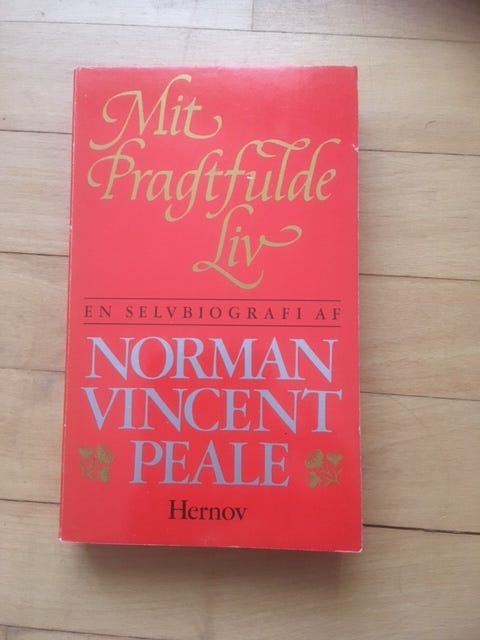 Mit
Pragtfulde
Liv
EN SELVBIOGRAFI AF
NORMAN
VINCENT
PEALE
Hernov